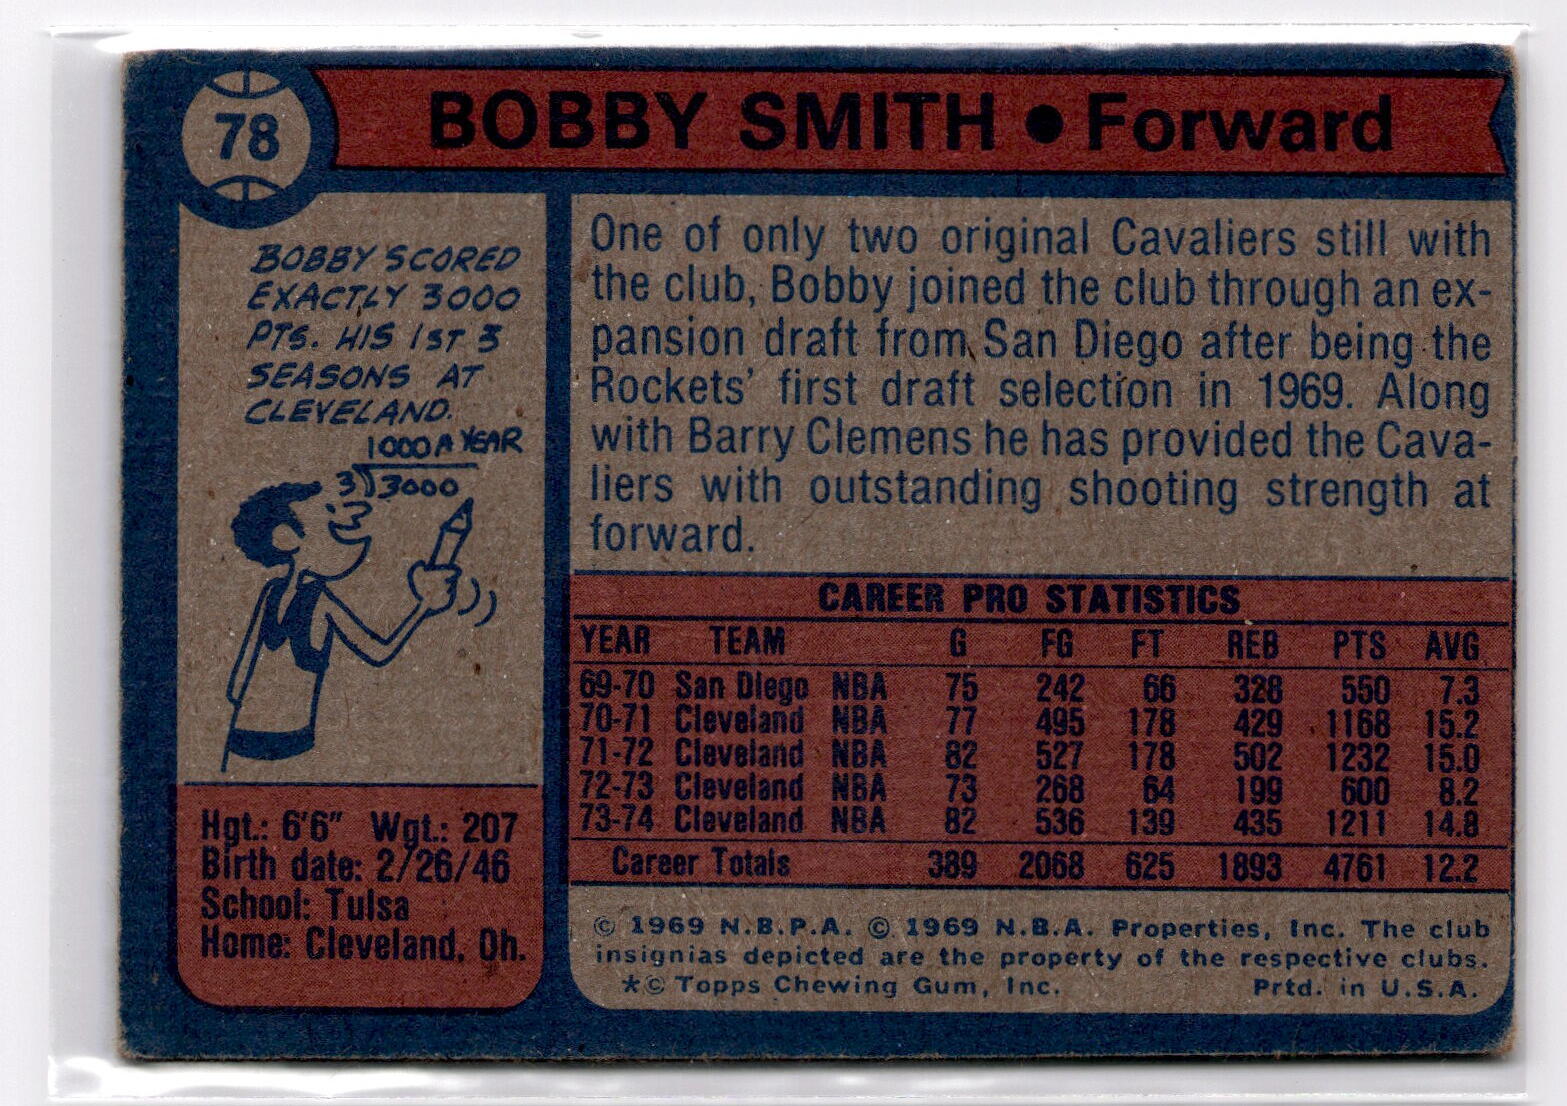 78
BOBBY SMITH • Forward
BOBBY SCORED
EXACTLY 3000
PTS. HIS 1ST 3
SEASONS AT
CLEVELAND.
1000 A YEAR
3)3000
Hgt.: 6'6" Wgt.: 207
Birth date: 2/26/46
School: Tulsa
Home: Cleveland, Oh.
One of only two original Cavaliers still with
the club, Bobby joined the club through an ex-
pansion draft from San Diego after being the
Rockets' first draft selection in 1969. Along
with Barry Clemens he has provided the Cava-
liers with outstanding shooting strength at
forward.
CAREER PRO STATISTICS
YEAR TEAM G FG FT REB PTS AVG
69-70 San Diego NBA 75 242 66 328 550 7.3
70-71 Cleveland NBA 77 495 178 429 1168 15.2
71-72 Cleveland NBA 82 527 178 502 1232 15.0
72-73 Cleveland NBA 73 268 64 199 600 8.2
73-74 Cleveland NBA 82 536 139 435 1211 14.8
Career Totals 389 2068 625 1893 4761 12.2
© 1969 N.B.P.A. © 1969 N.B.A. Properties, Inc. The club
insignias depicted are the property of the respective clubs.
*© Topps Chewing Gum, Inc. Prtd. in U.S.A.